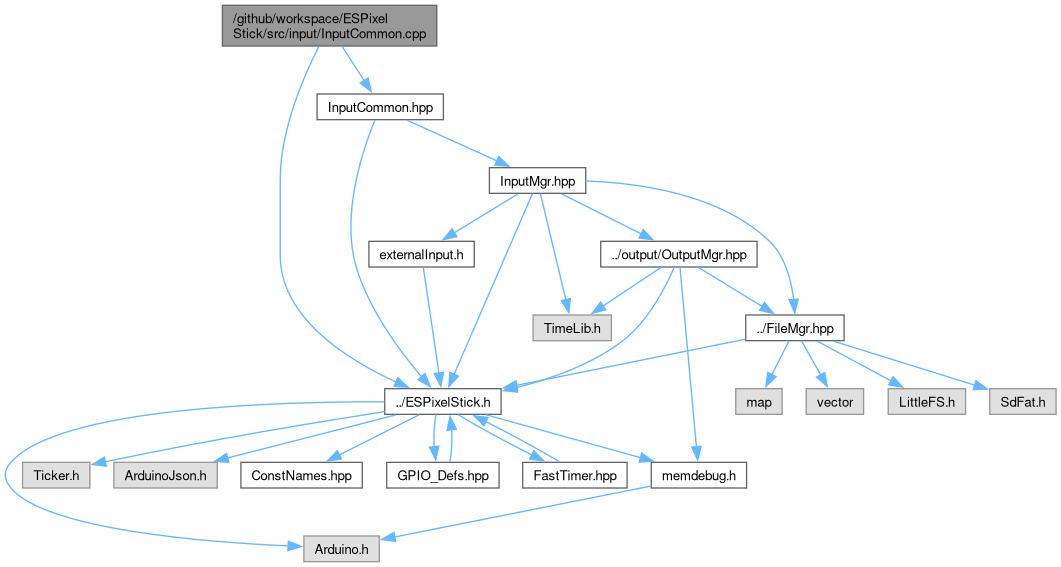 /github/workspace/ESPixel
Stick/src/input/InputCommon.cpp
InputCommon.hpp
InputMgr.hpp
externalInput.h
../output/OutputMgr.hpp
TimeLib.h
../FileMgr.hpp
../ESPixelStick.h
map
vector
LittleFS.h
SdFat.h
Ticker.h
ArduinoJson.h
ConstNames.hpp
GPIO_Defs.hpp
FastTimer.hpp
memdebug.h
Arduino.h